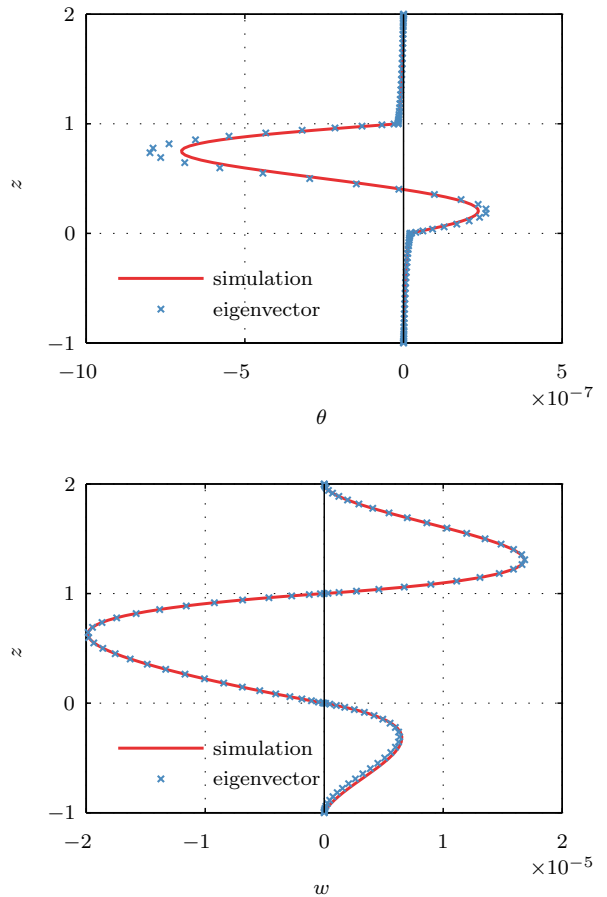 2
1
z
0
simulation
eigenvector
−1
−10
−5
0
5
×10⁻⁷
θ
2
1
z
0
simulation
eigenvector
−1
−2
−1
0
1
2
×10⁻⁵
w